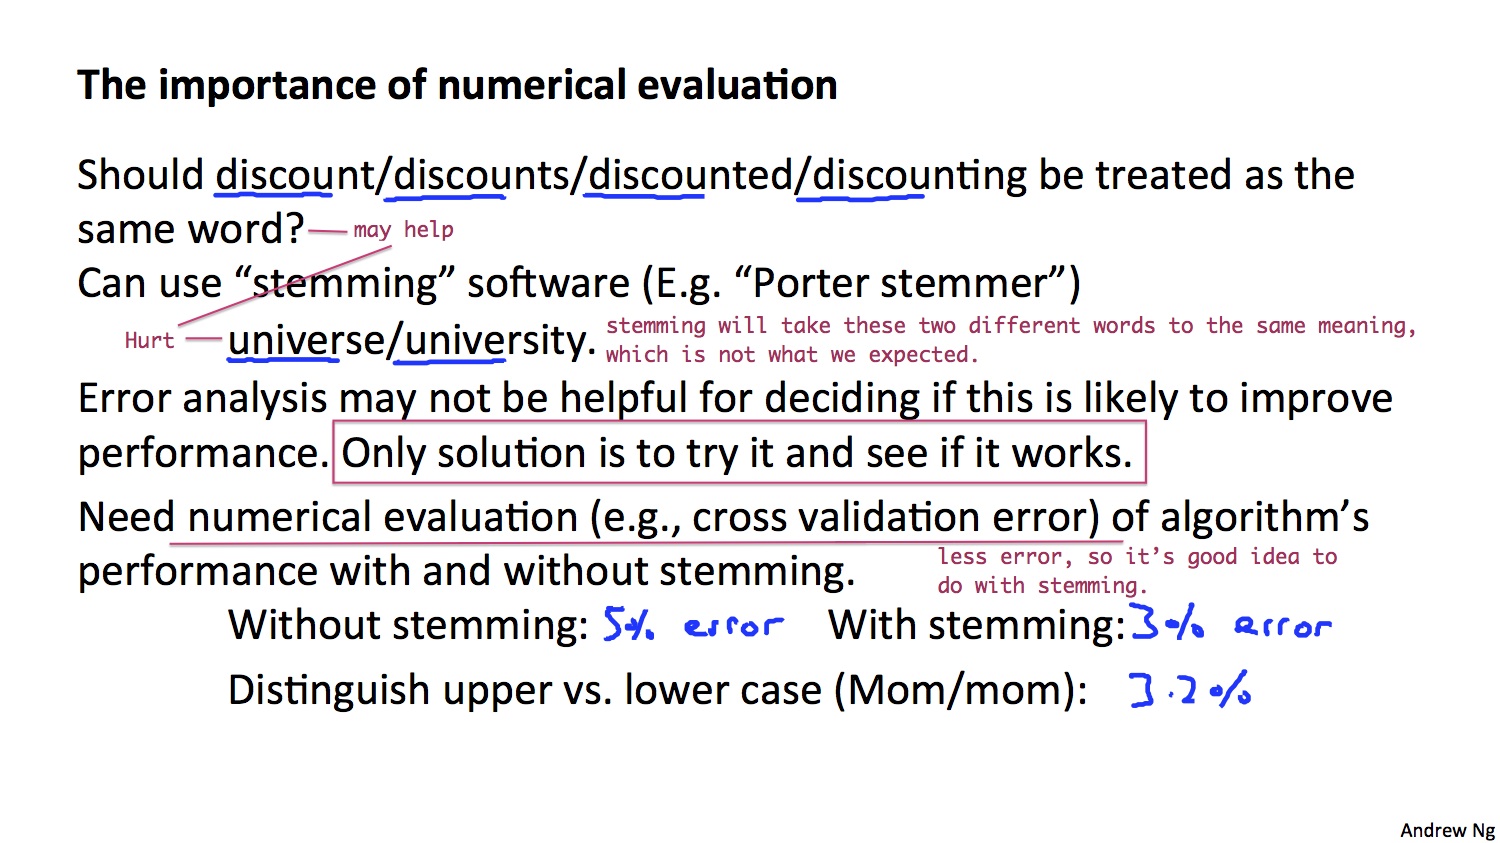 The importance of numerical evaluation
Should discount/discounts/discounted/discounting be treated as the
same word? may help
Can use “stemming” software (E.g. “Porter stemmer”)
Hurt universe/university. stemming will take these two different words to the same meaning,
which is not what we expected.
Error analysis may not be helpful for deciding if this is likely to improve
performance. Only solution is to try it and see if it works.
Need numerical evaluation (e.g., cross validation error) of algorithm’s
performance with and without stemming. less error, so it’s good idea to
do with stemming.
Without stemming: 5% error With stemming: 3% error
Distinguish upper vs. lower case (Mom/mom): 3.2%
Andrew Ng